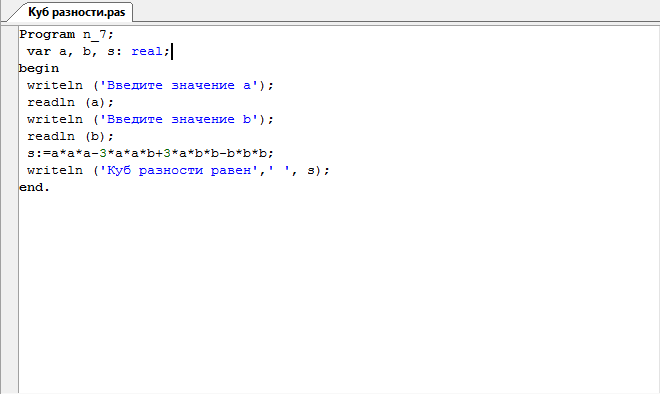 Куб разности.pas
Program n_7;
var a, b, s: real;
begin
writeln ('Введите значение a');
readln (a);
writeln ('Введите значение b');
readln (b);
s:=a*a*a-3*a*a*b+3*a*b*b-b*b*b;
writeln ('Куб разности равен',' ', s);
end.